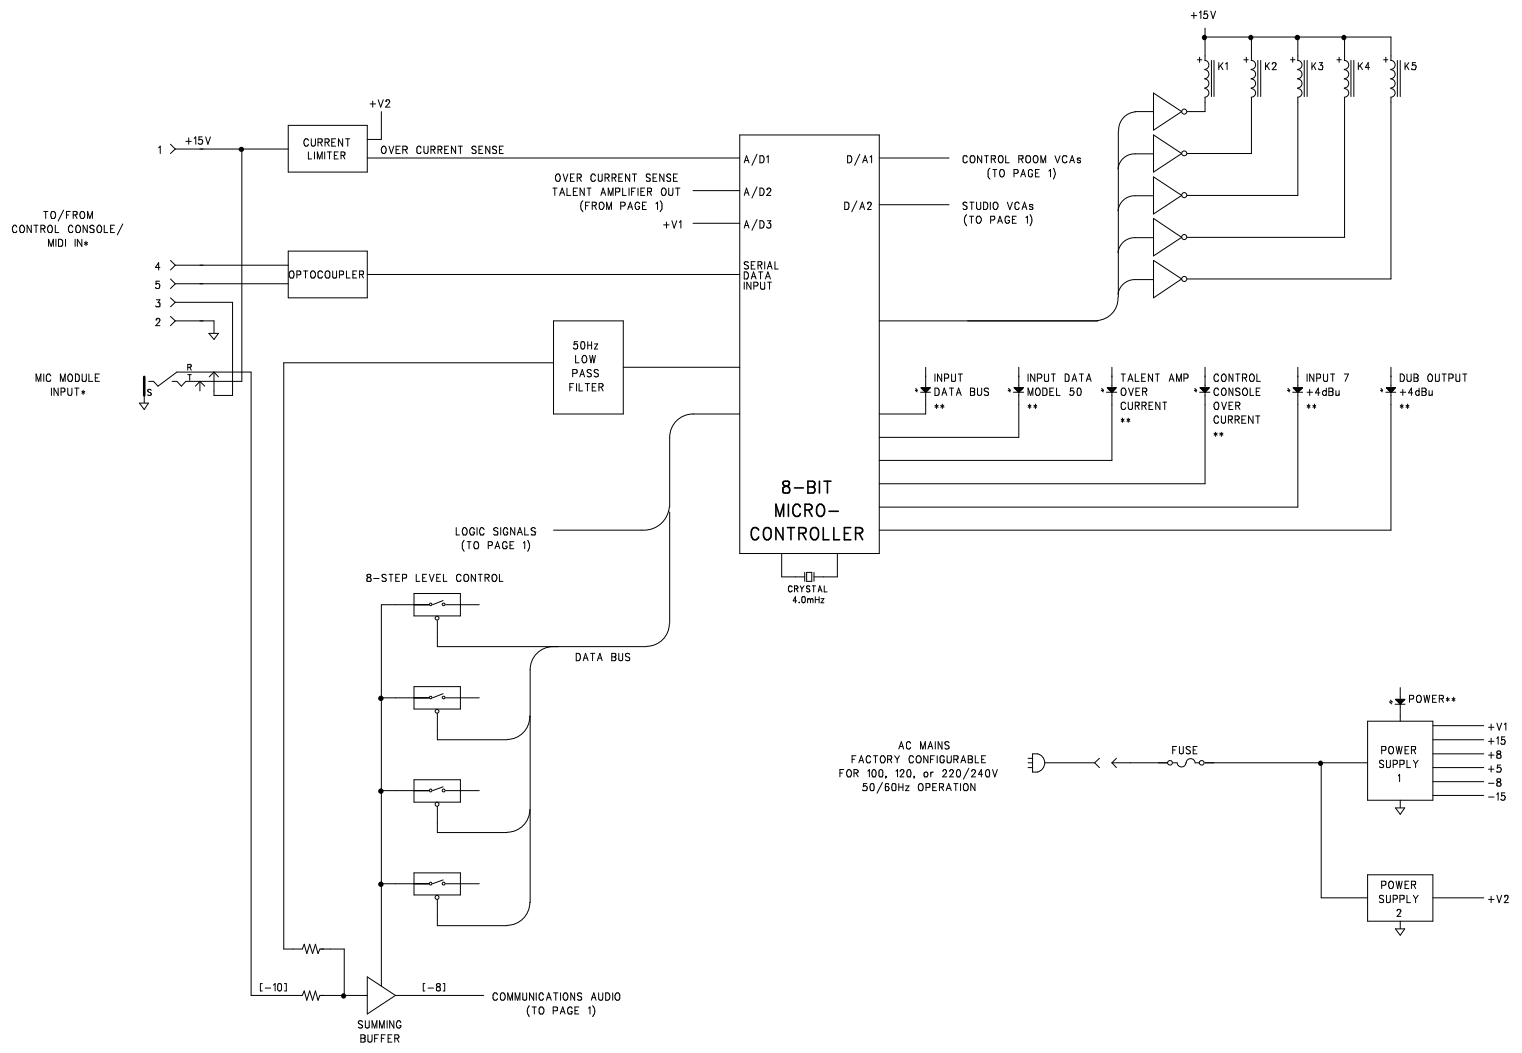 +15V
K1
K2
K3
K4
K5
+
+
+
+
+
+V2
1
+15V
CURRENT
LIMITER
OVER CURRENT SENSE
A/D1
D/A1
CONTROL ROOM VCAs
(TO PAGE 1)
OVER CURRENT SENSE
TALENT AMPLIFIER OUT
(FROM PAGE 1)
A/D2
D/A2
STUDIO VCAs
(TO PAGE 1)
+V1
A/D3
TO/FROM
CONTROL CONSOLE/
MIDI IN*
4
5
3
2
OPTOCOUPLER
SERIAL
DATA
INPUT
50Hz
LOW
PASS
FILTER
MIC MODULE
INPUT*
R
T
S
INPUT
DATA BUS
**
INPUT DATA
MODEL 50
**
TALENT AMP
OVER
CURRENT
**
CONTROL
CONSOLE
OVER
CURRENT
**
INPUT 7
+4dBu
**
DUB OUTPUT
+4dBu
**
8-BIT
MICRO-
CONTROLLER
LOGIC SIGNALS
(TO PAGE 1)
CRYSTAL
4.0mHz
8-STEP LEVEL CONTROL
DATA BUS
AC MAINS
FACTORY CONFIGURABLE
FOR 100, 120, or 220/240V
50/60Hz OPERATION
FUSE
POWER**
POWER
SUPPLY
1
+V1
+15
+8
+5
-8
-15
POWER
SUPPLY
2
+V2
[-10]
[-8]
COMMUNICATIONS AUDIO
(TO PAGE 1)
SUMMING
BUFFER